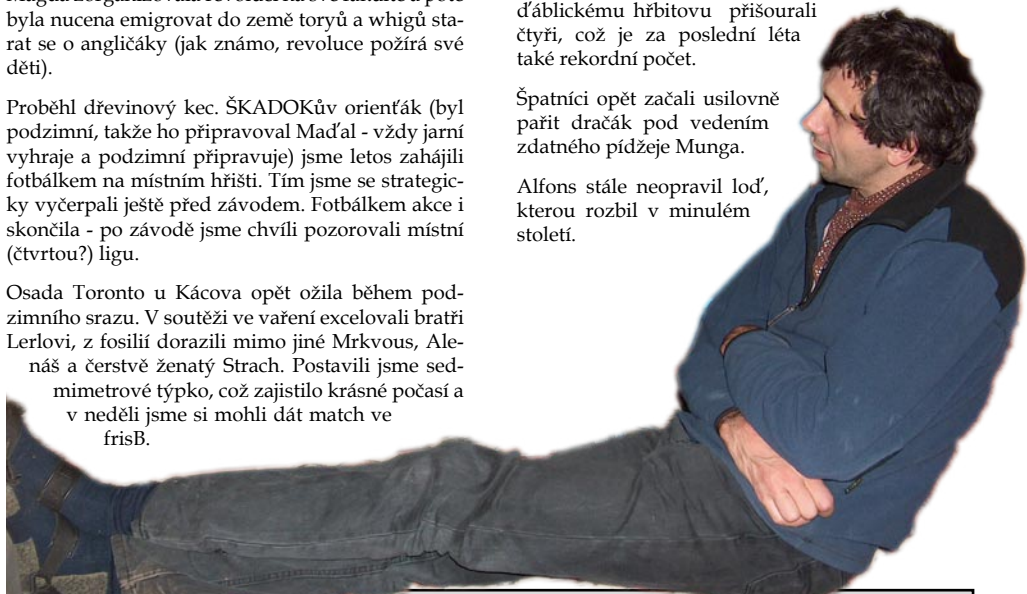 byla nucena emigrovat do země toryů a whigů sta-
rat se o angličáky (jak známo, revoluce požírá své
děti).
Proběhl dřevinový kec. ŠKADOKův orienťák (byl
podzimní, takže ho připravoval Maďal - vždy jarní
vyhraje a podzimní připravuje) jsme letos zahájili
fotbálkem na místním hřišti. Tím jsme se strategic-
ky vyčerpali ještě před závodem. Fotbálkem akce i
skončila - po závodě jsme chvíli pozorovali místní
(čtvrtou?) ligu.
Osada Toronto u Kácova opět ožila během pod-
zimního srazu. V soutěži ve vaření excelovali bratři
Lerlovi, z fosilií dorazili mimo jiné Mrkvous, Ale-
náš a čerstvě ženatý Strach. Postavili jsme sed-
mimetrové týpko, což zajistilo krásné počasí a
v neděli jsme si mohli dát match ve
frisB.
ďáblickému hřbitovu přišourali
čtyři, což je za poslední léta
také rekordní počet.
Špatníci opět začali usilovně
pařit dračák pod vedením
zdatného pídžeje Munga.
Alfons stále neopravil loď,
kterou rozbil v minulém
století.